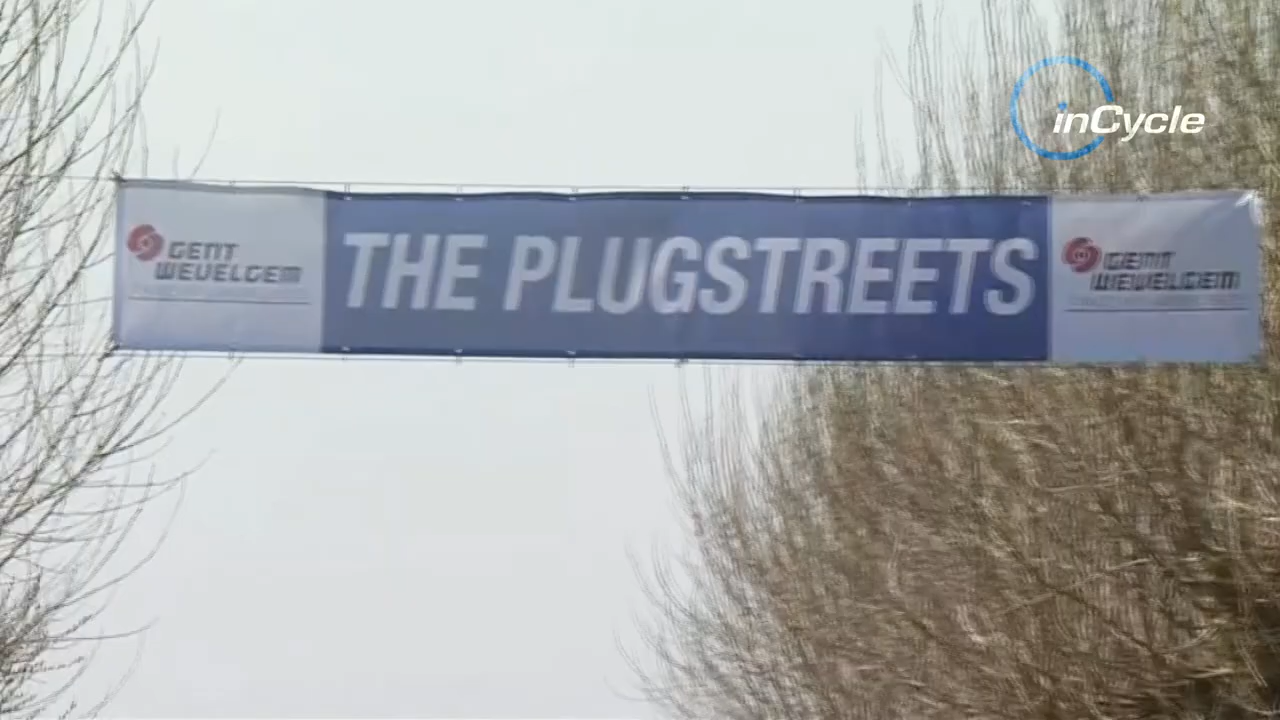 inCycle
GENT
WEVELGEM
THE PLUGSTREETS
GENT
WEVELGEM